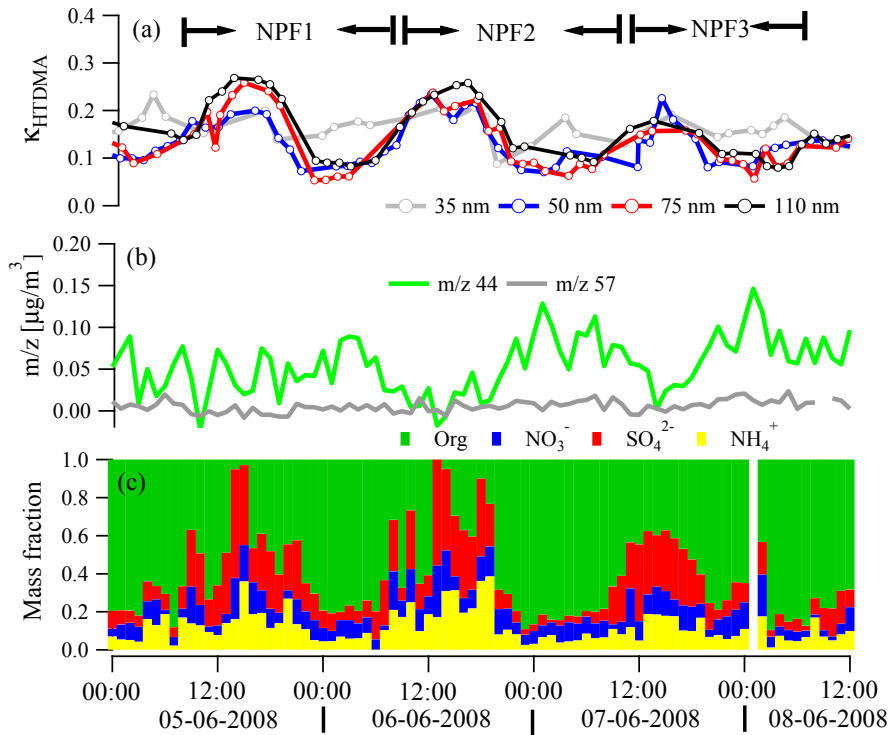 0.4
(a)
NPF1
NPF2
NPF3
0.3
0.2
0.1
0.0
κHTDMA
35 nm 50 nm 75 nm 110 nm
0.20
(b)
0.15
m/z 44 m/z 57
0.10
0.05
0.00
m/z [µg/m³]
Org NO₃⁻ SO₄²⁻ NH₄⁺
1.0
(c)
0.8
0.6
0.4
0.2
0.0
Mass fraction
00:00 12:00 00:00 12:00 00:00 12:00 00:00 12:00
05-06-2008 06-06-2008 07-06-2008 08-06-2008